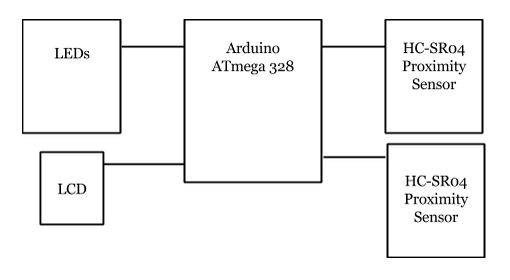 LEDs
Arduino
ATmega 328
HC-SR04
Proximity
Sensor
LCD
HC-SR04
Proximity
Sensor